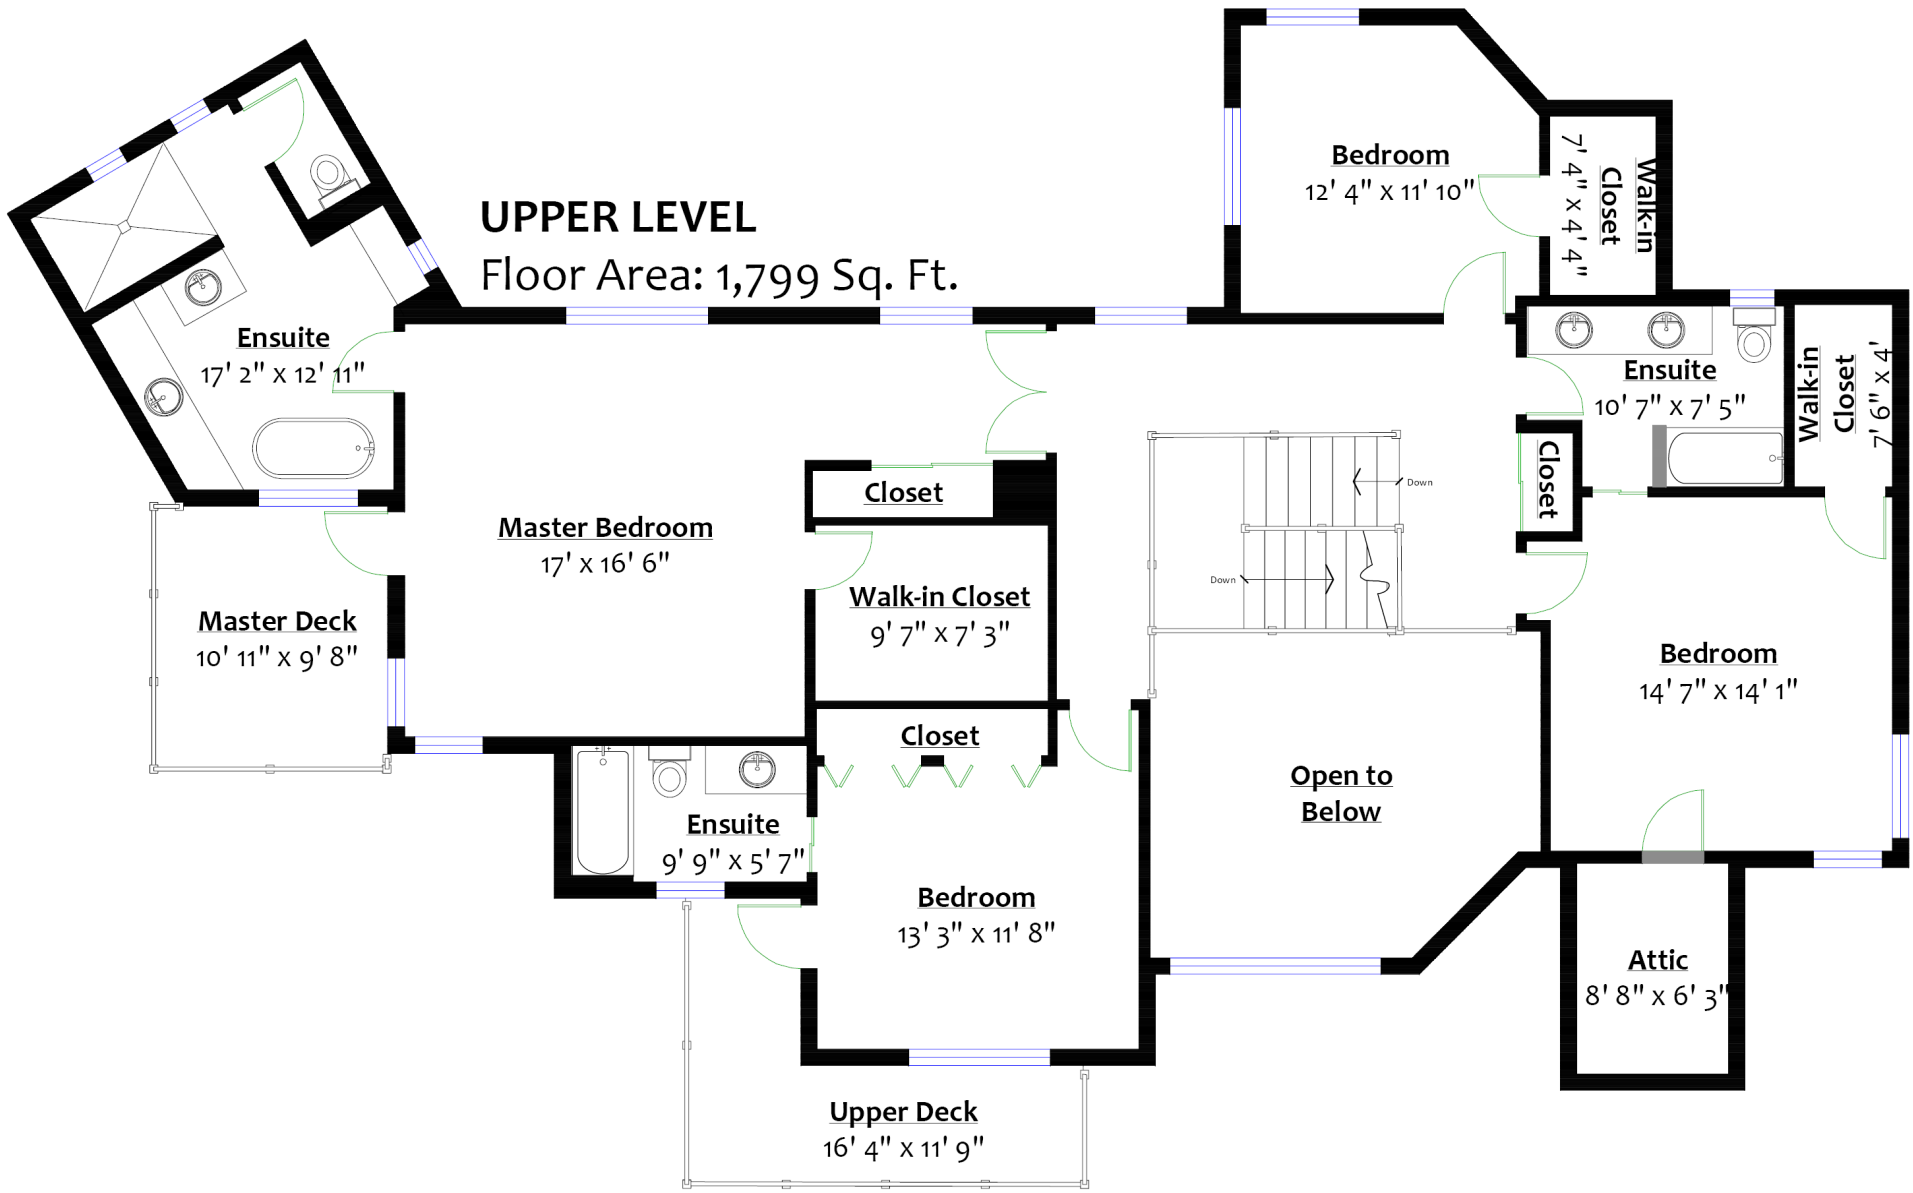 UPPER LEVEL
Floor Area: 1,799 Sq. Ft.
Bedroom
12' 4" x 11' 10"
Walk-in
Closet
7' 4" x 4' 4"
Ensuite
17' 2" x 12' 11"
Ensuite
10' 7" x 7' 5"
Walk-in
Closet
7' 6" x 4'
Closet
Down
Closet
Master Bedroom
17' x 16' 6"
Down
Walk-in Closet
9' 7" x 7' 3"
Master Deck
10' 11" x 9' 8"
Bedroom
14' 7" x 14' 1"
Closet
Open to
Below
Ensuite
9' 9" x 5' 7"
Bedroom
13' 3" x 11' 8"
Attic
8' 8" x 6' 3"
Upper Deck
16' 4" x 11' 9"